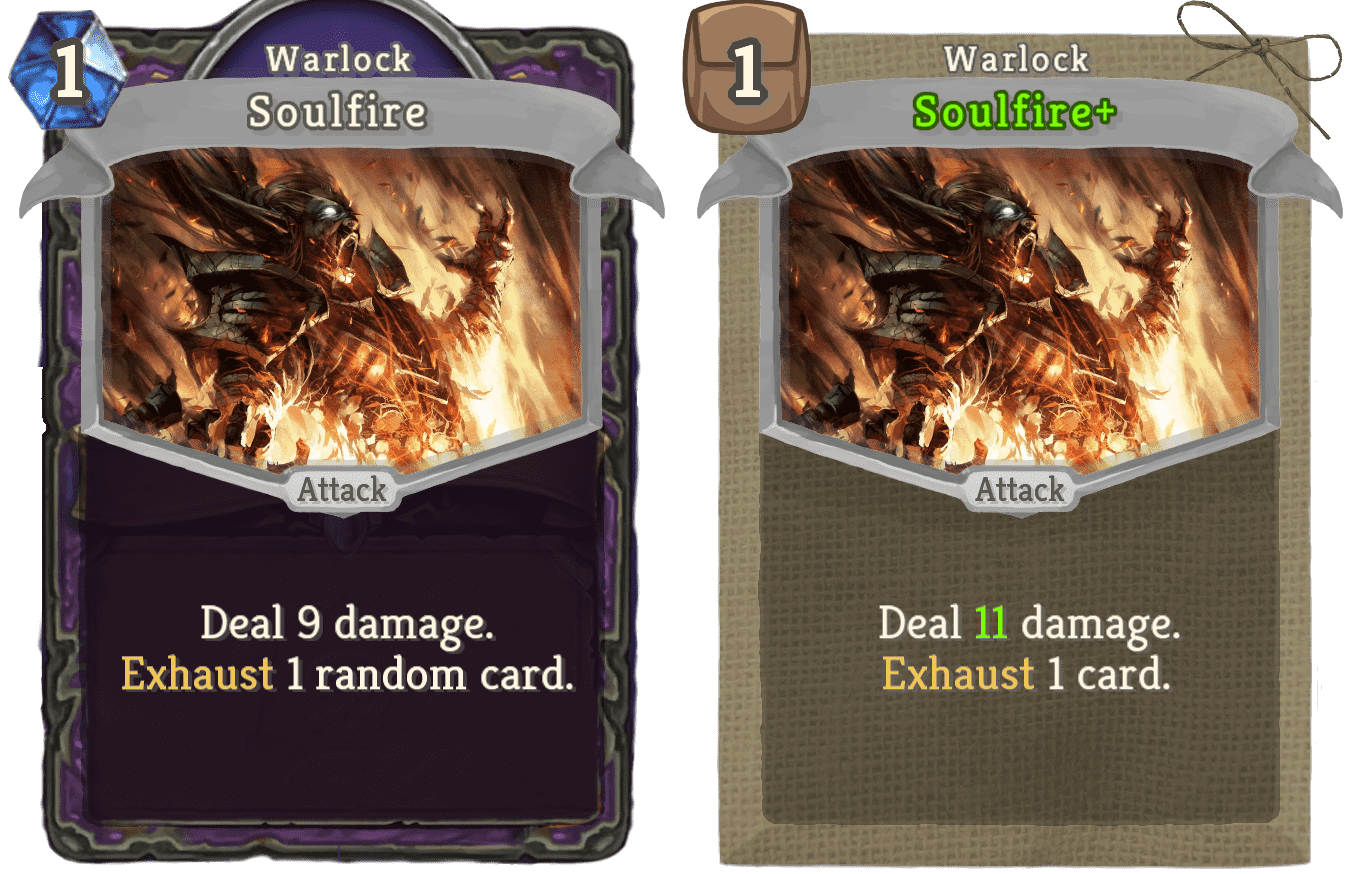 1
Warlock
Soulfire
Attack
Deal 9 damage.
Exhaust 1 random card.
1
Warlock
Soulfire+
Attack
Deal 11 damage.
Exhaust 1 card.